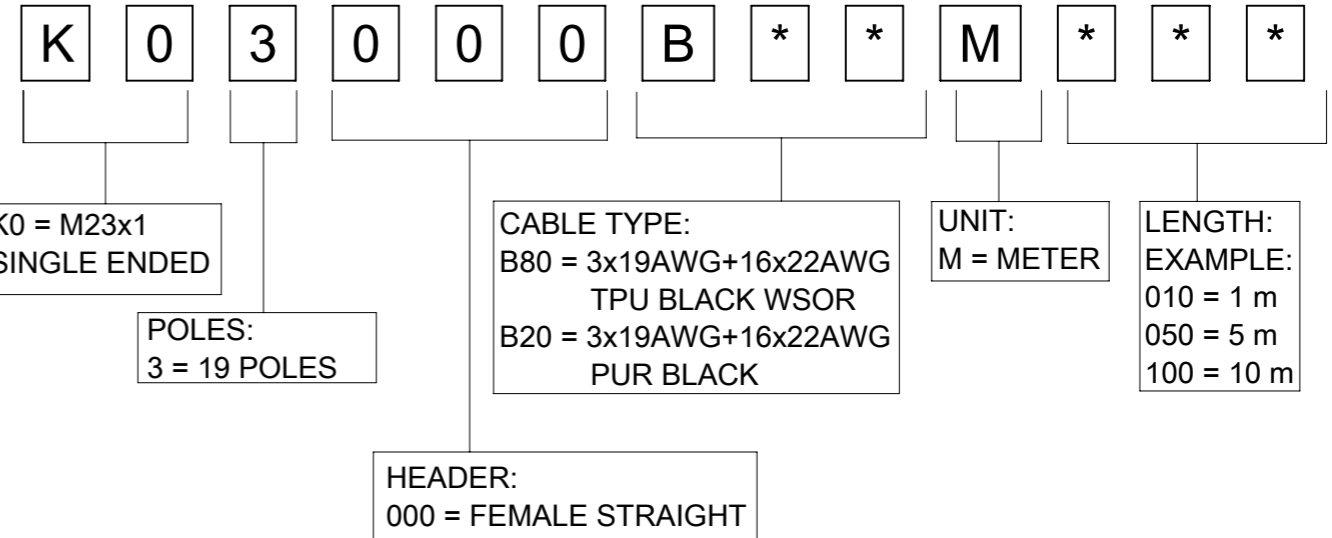 K 0 3 0 0 0 B * * M * * *
K0 = M23x1
SINGLE ENDED
POLES:
3 = 19 POLES
HEADER:
000 = FEMALE STRAIGHT
CABLE TYPE:
B80 = 3x19AWG+16x22AWG
TPU BLACK WSOR
B20 = 3x19AWG+16x22AWG
PUR BLACK
UNIT:
M = METER
LENGTH:
EXAMPLE:
010 = 1 m
050 = 5 m
100 = 10 m